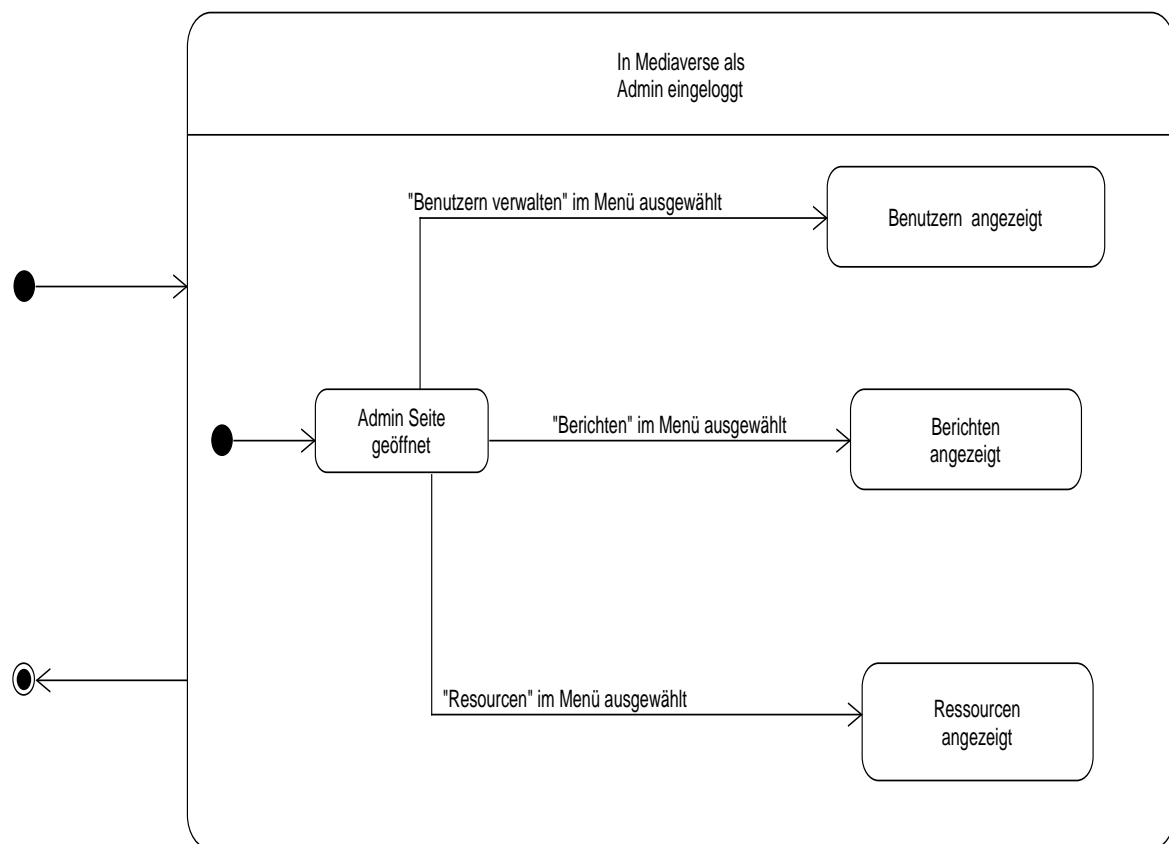 In Mediaverse als
Admin eingeloggt
"Benutzern verwalten" im Menü ausgewählt
Benutzern  angezeigt
Admin Seite
geöffnet
"Berichten" im Menü ausgewählt
Berichten
angezeigt
"Resourcen" im Menü ausgewählt
Ressourcen
angezeigt